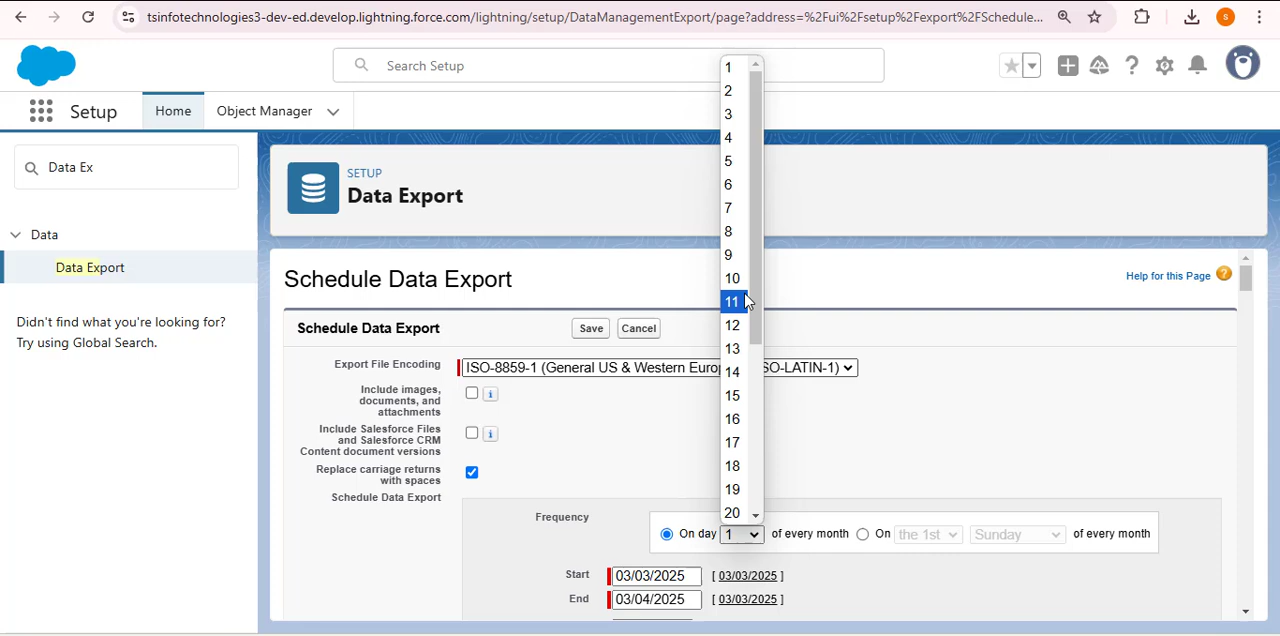 tsinfotechnologies3-dev-ed.develop.lightning.force.com/lightning/setup/DataManagementExport/page?address=%2Fui%2Fsetup%2Fexport%2FSchedule...
S
Search Setup
Setup
Home
Object Manager
Data Ex
Data
Data Export
Didn't find what you're looking for?
Try using Global Search.
SETUP
Data Export
Schedule Data Export
Help for this Page ?
Schedule Data Export
Save
Cancel
Export File Encoding
ISO-8859-1 (General US & Western Europ
SO-LATIN-1)
Include images,
documents, and
attachments
i
Include Salesforce Files
and Salesforce CRM
Content document versions
i
Replace carriage returns
with spaces
Schedule Data Export
Frequency
On day 1 of every month On the 1st Sunday of every month
Start
03/03/2025 [ 03/03/2025 ]
End
03/04/2025 [ 03/03/2025 ]
1
2
3
4
5
6
7
8
9
10
11
12
13
14
15
16
17
18
19
20